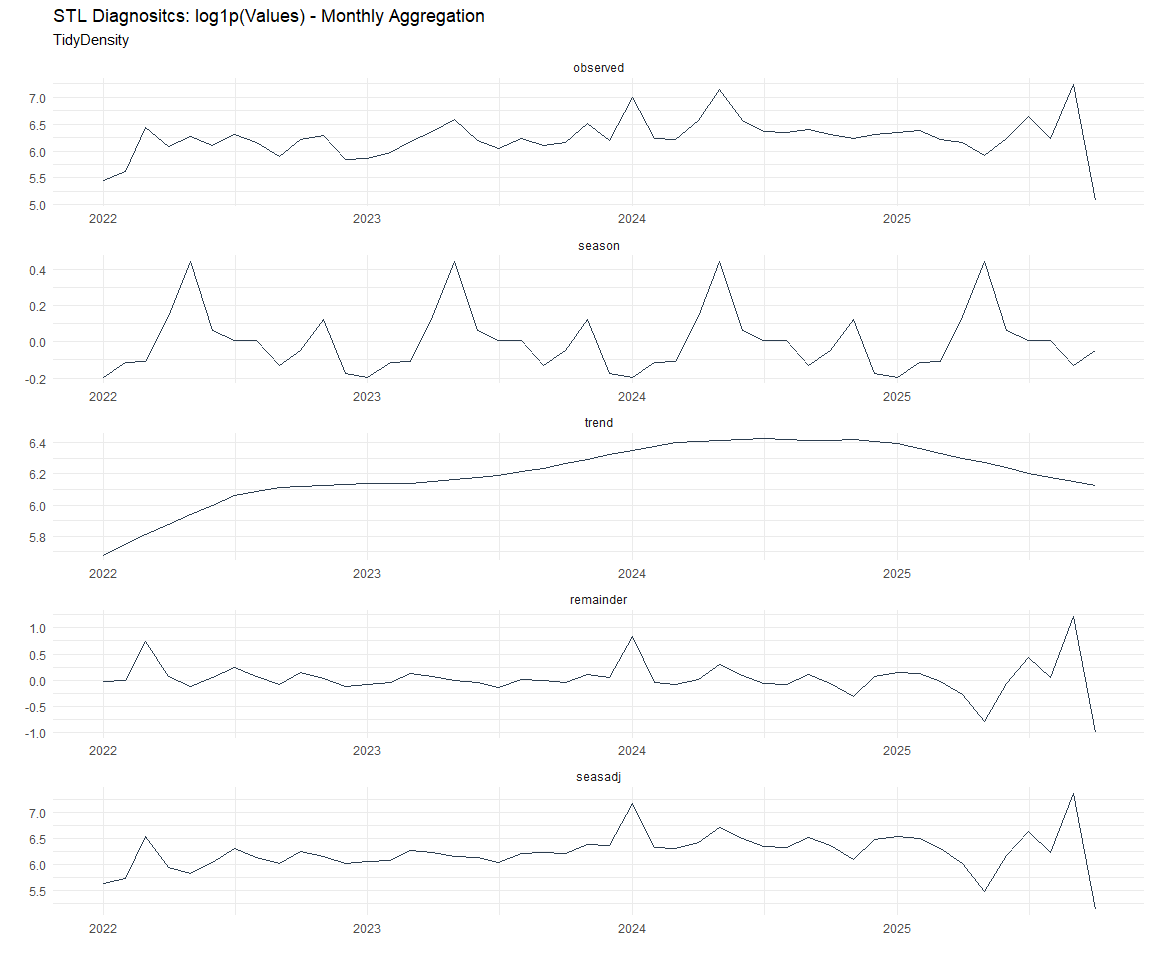 STL Diagnositcs: log1p(Values) - Monthly Aggregation
TidyDensity
observed
7.0
6.5
6.0
5.5
5.0
2022 2023 2024 2025
season
0.4
0.2
0.0
-0.2
2022 2023 2024 2025
trend
6.4
6.2
6.0
5.8
2022 2023 2024 2025
remainder
1.0
0.5
0.0
-0.5
-1.0
2022 2023 2024 2025
seasadj
7.0
6.5
6.0
5.5
2022 2023 2024 2025